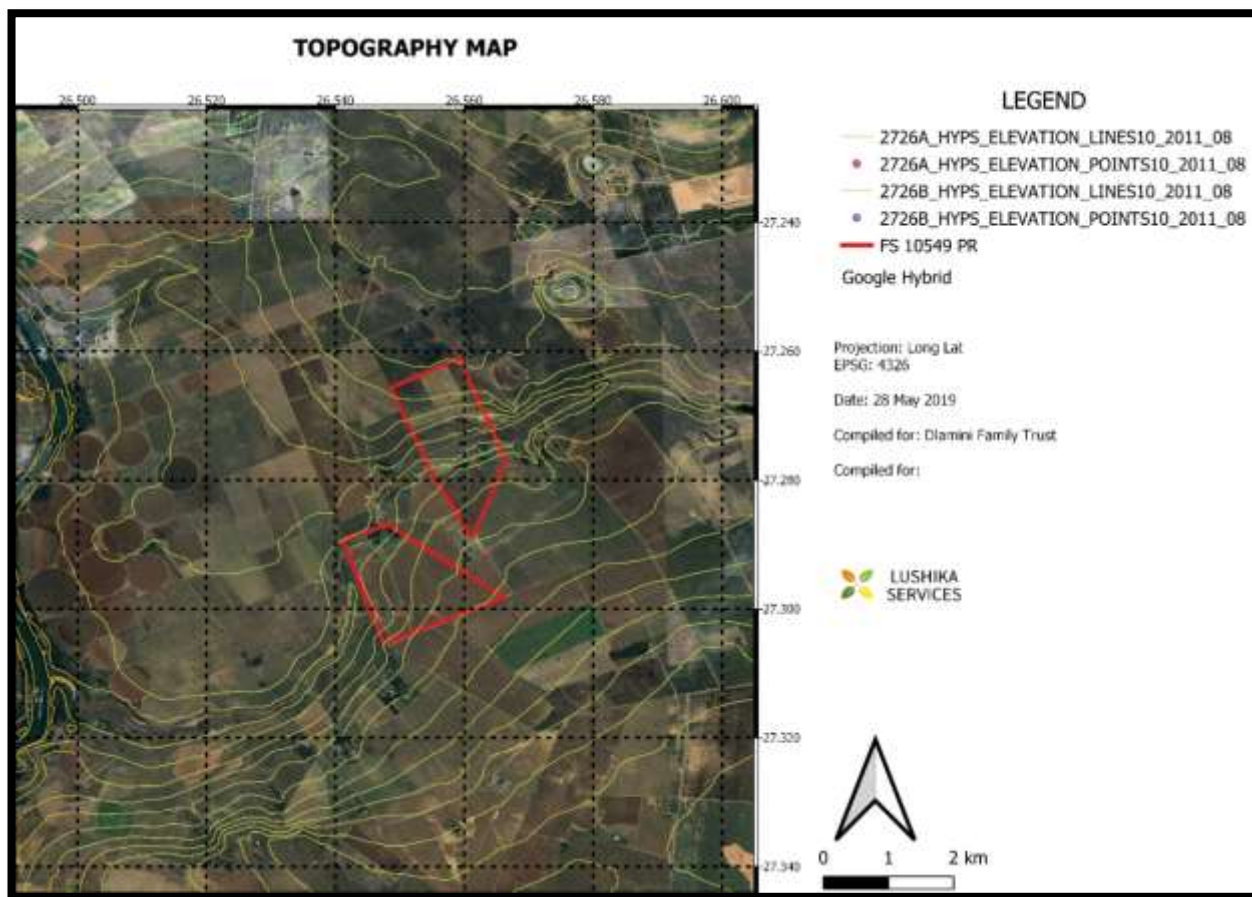 TOPOGRAPHY MAP
26.500 26.520 26.540 26.560 26.580 26.600
LEGEND
2726A_HYPS_ELEVATION_LINES10_2011_08
2726A_HYPS_ELEVATION_POINTS10_2011_08
2726B_HYPS_ELEVATION_LINES10_2011_08
2726B_HYPS_ELEVATION_POINTS10_2011_08
FS 10549 PR
Google Hybrid
-27.240
-27.260
-27.280
-27.300
-27.320
-27.340
Projection: Long Lat
EPSG: 4326
Date: 28 May 2019
Compiled for: Dlamini Family Trust
Compiled for:
LUSHIKA
SERVICES
0 1 2 km